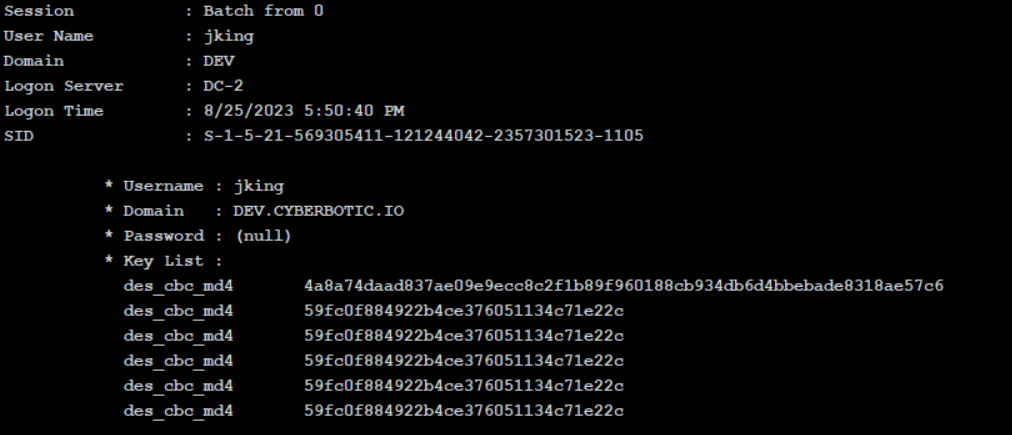 Session : Batch from 0
User Name : jking
Domain : DEV
Logon Server : DC-2
Logon Time : 8/25/2023 5:50:40 PM
SID : S-1-5-21-569305411-121244042-2357301523-1105
* Username : jking
* Domain : DEV.CYBERBOTIC.IO
* Password : (null)
* Key List :
des_cbc_md4 4a8a74daad837ae09e9ecc8c2f1b89f960188cb934db6d4bbebade8318ae57c6
des_cbc_md4 59fc0f884922b4ce376051134c71e22c
des_cbc_md4 59fc0f884922b4ce376051134c71e22c
des_cbc_md4 59fc0f884922b4ce376051134c71e22c
des_cbc_md4 59fc0f884922b4ce376051134c71e22c
des_cbc_md4 59fc0f884922b4ce376051134c71e22c